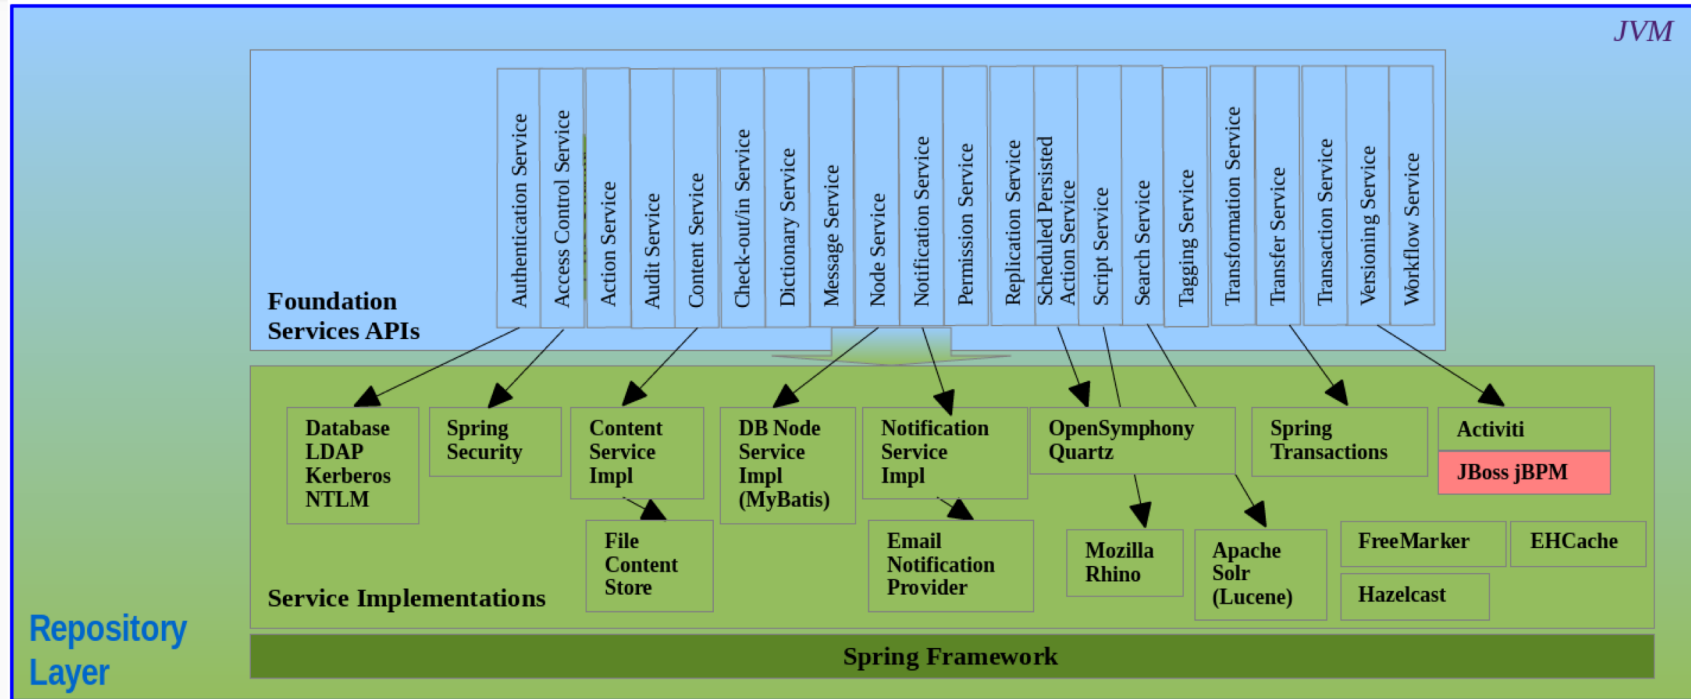 JVM
Authentication Service
Access Control Service
Action Service
Audit Service
Content Service
Check-out/in Service
Dictionary Service
Message Service
Node Service
Notification Service
Permission Service
Replication Service
Scheduled Persisted
Action Service
Script Service
Search Service
Tagging Service
Transformation Service
Transfer Service
Transaction Service
Versioning Service
Workflow Service
Foundation
Services APIs
Database
LDAP
Kerberos
NTLM
Spring
Security
Content
Service
Impl
DB Node
Service
Impl
(MyBatis)
Notification
Service
Impl
OpenSymphony
Quartz
Spring
Transactions
Activiti
JBoss jBPM
File
Content
Store
Email
Notification
Provider
Mozilla
Rhino
Apache
Solr
(Lucene)
FreeMarker
EHCache
Hazelcast
Service Implementations
Repository
Layer
Spring Framework